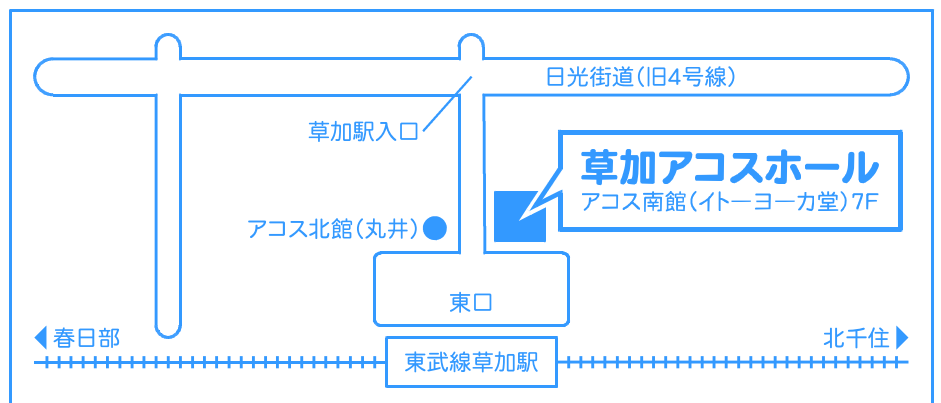 日光街道（旧4号線）
草加駅入口
草加アコスホール
アコス南館（イトーヨーカ堂）7F
アコス北館（丸井）
東口
春日部
北千住
東武線草加駅